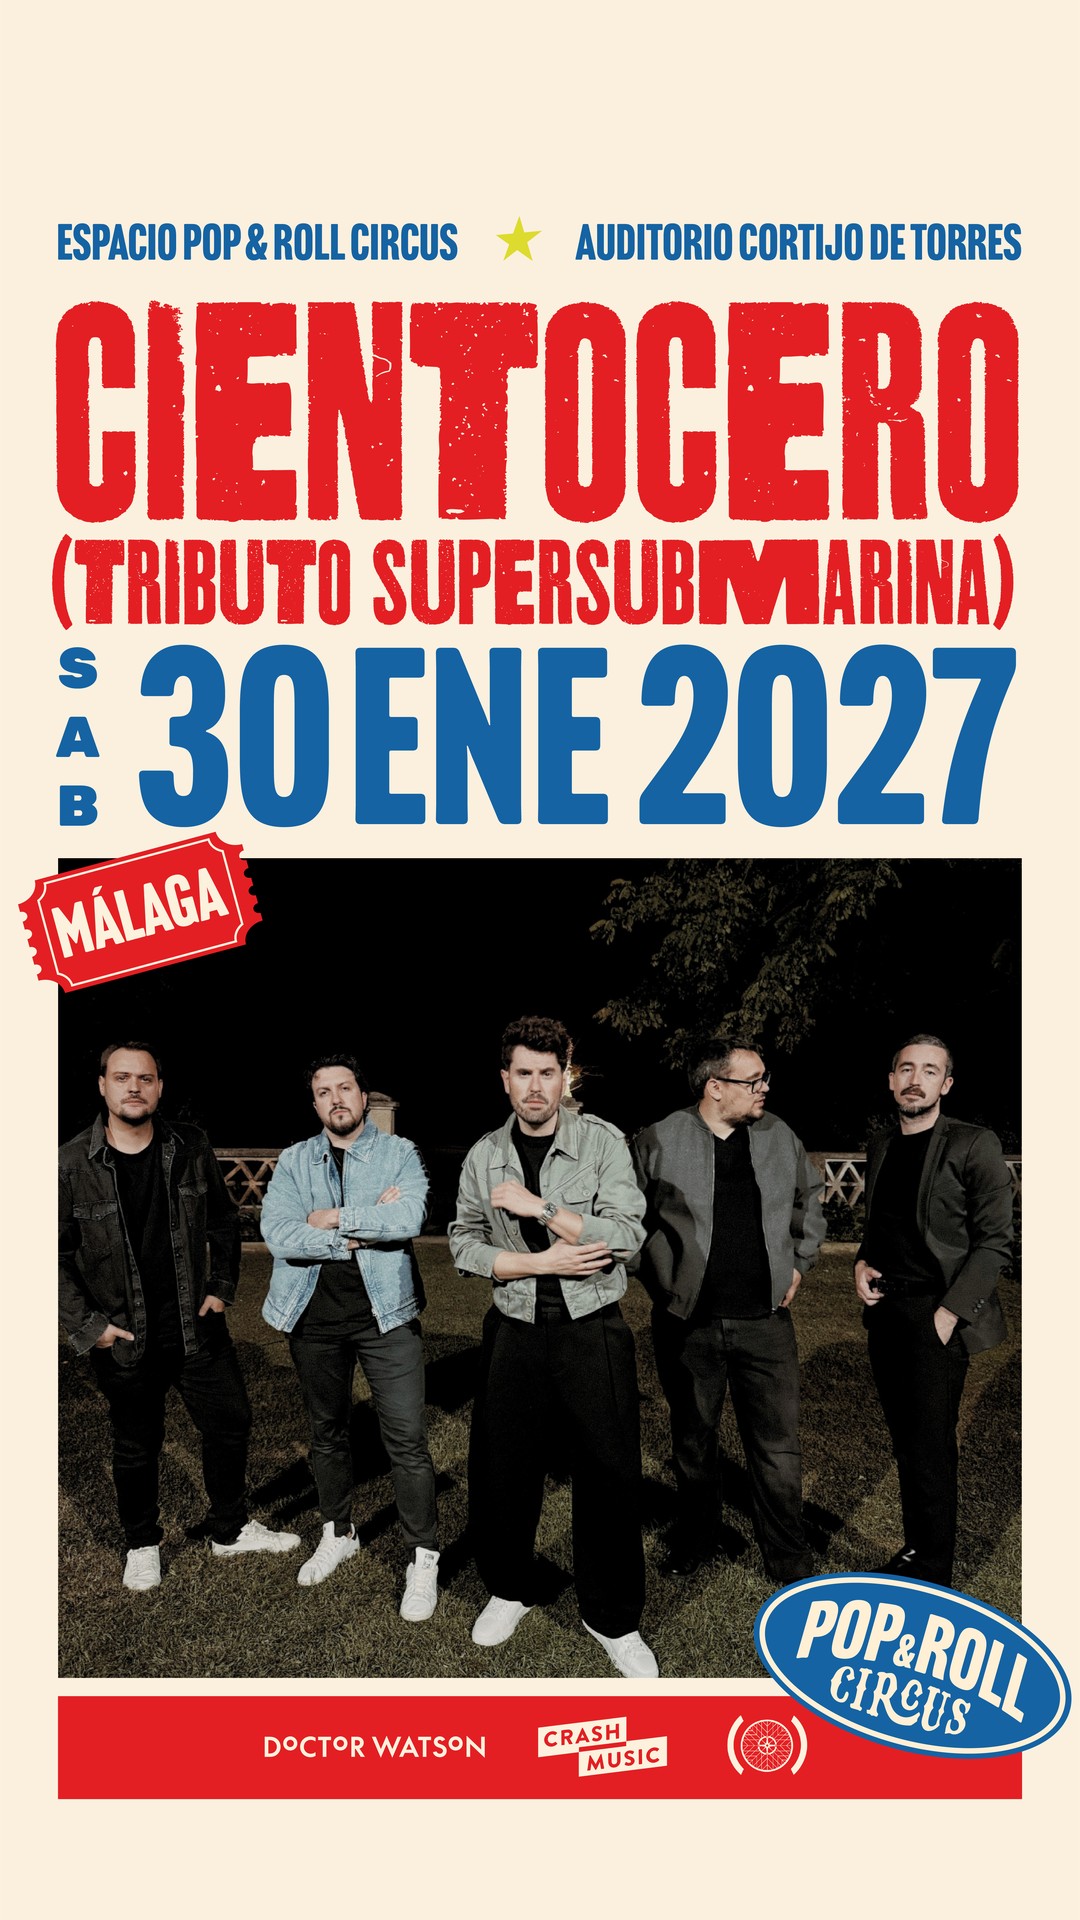 ESPACIO POP & ROLL CIRCUS ★ AUDITORIO CORTIJO DE TORRES
CIENTOCERO
(TRIBUTO SUPERSUBMARINA)
SAB 30 ENE 2027
MÁLAGA
POP & ROLL
CIRCUS
DOCTOR WATSON
CRASH
MUSIC